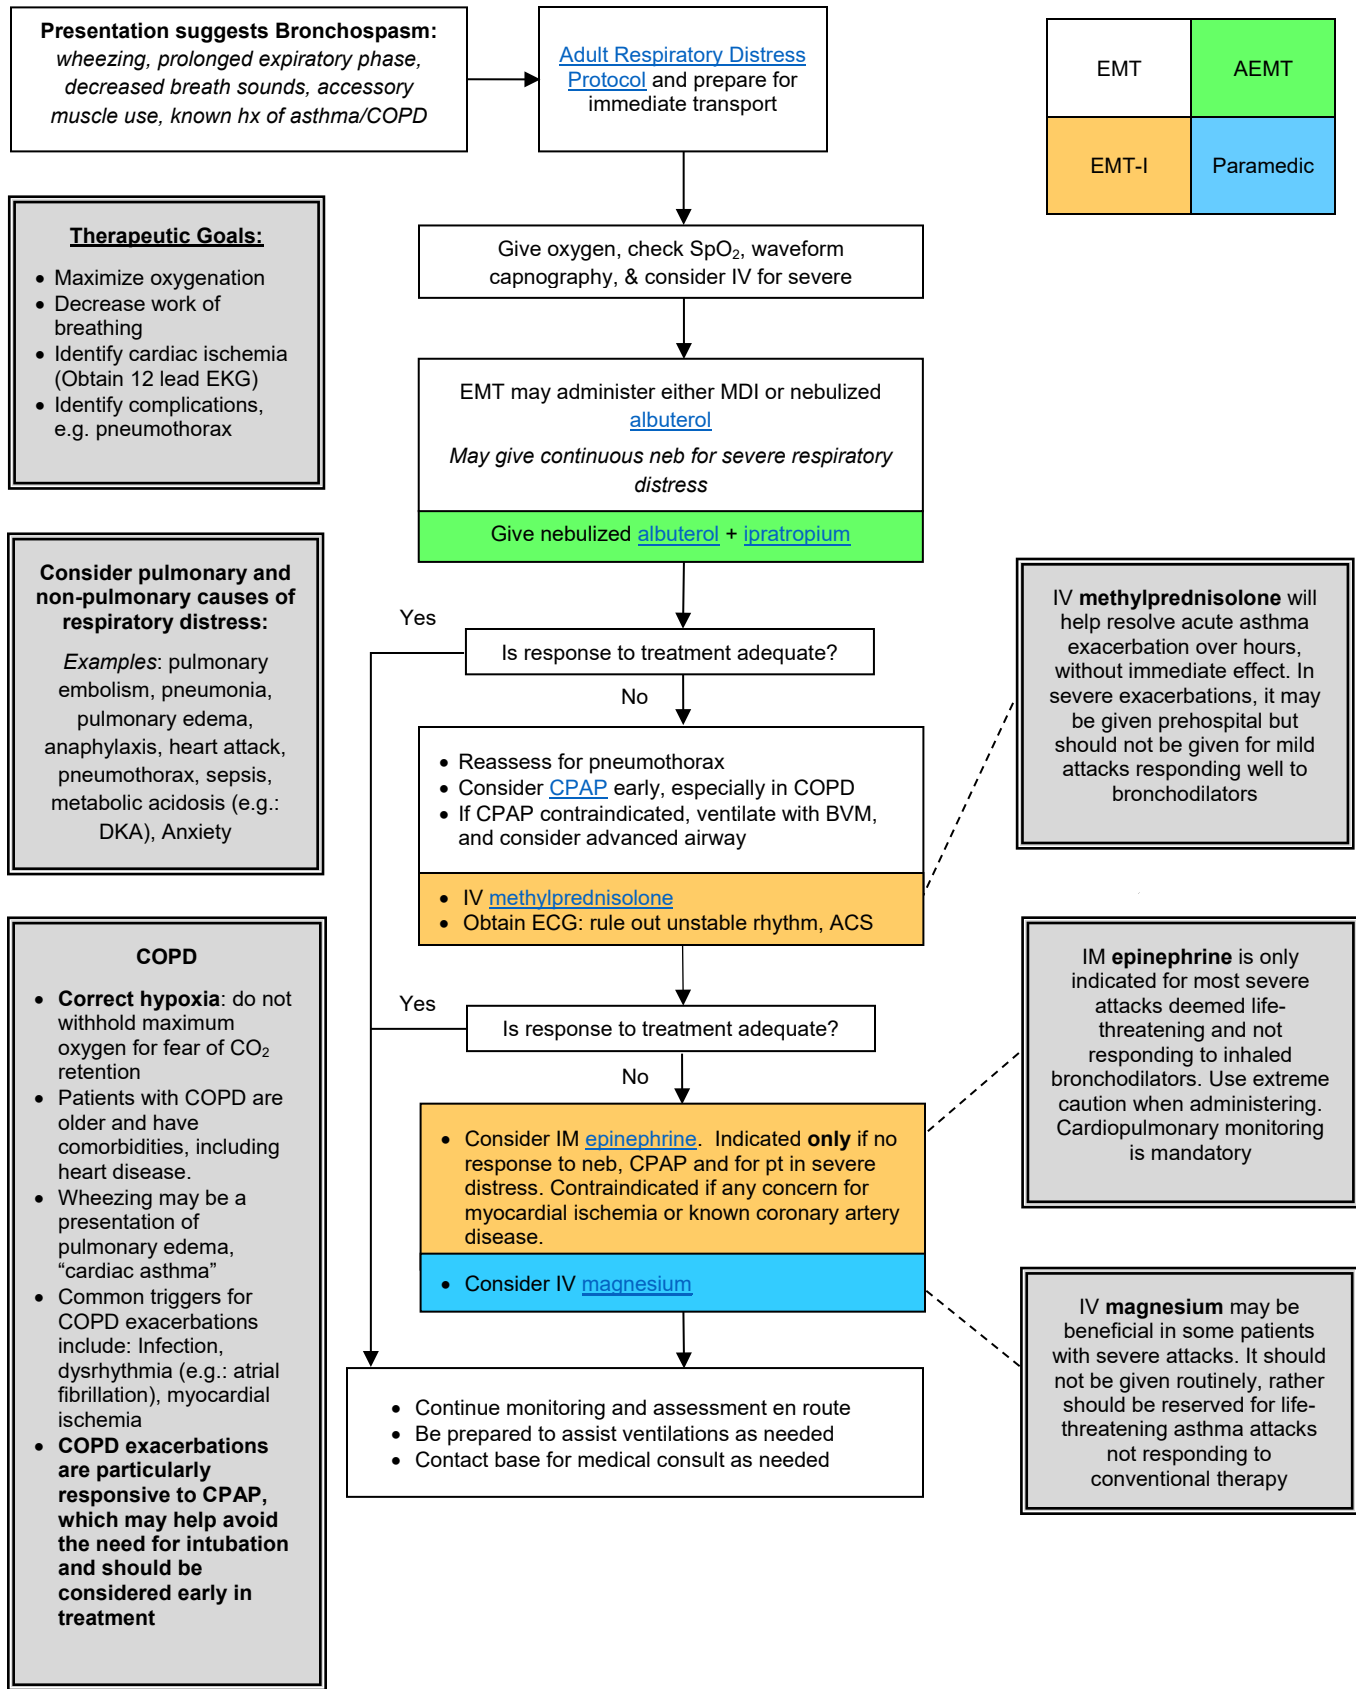 Presentation suggests Bronchospasm:
wheezing, prolonged expiratory phase,
decreased breath sounds, accessory
muscle use, known hx of asthma/COPD
Adult Respiratory Distress
Protocol and prepare for
immediate transport
EMT
AEMT
EMT-I
Paramedic
Therapeutic Goals:
• Maximize oxygenation
• Decrease work of
breathing
• Identify cardiac ischemia
(Obtain 12 lead EKG)
• Identify complications,
e.g. pneumothorax
Give oxygen, check SpO₂, waveform
capnography, & consider IV for severe
EMT may administer either MDI or nebulized
albuterol
May give continuous neb for severe respiratory
distress
Give nebulized albuterol + ipratropium
Consider pulmonary and
non-pulmonary causes of
respiratory distress:
Examples: pulmonary
embolism, pneumonia,
pulmonary edema,
anaphylaxis, heart attack,
pneumothorax, sepsis,
metabolic acidosis (e.g.:
DKA), Anxiety
Yes
Is response to treatment adequate?
No
• Reassess for pneumothorax
• Consider CPAP early, especially in COPD
• If CPAP contraindicated, ventilate with BVM,
and consider advanced airway
• IV methylprednisolone
• Obtain ECG: rule out unstable rhythm, ACS
IV methylprednisolone will
help resolve acute asthma
exacerbation over hours,
without immediate effect. In
severe exacerbations, it may
be given prehospital but
should not be given for mild
attacks responding well to
bronchodilators
COPD
• Correct hypoxia: do not
withhold maximum
oxygen for fear of CO₂
retention
• Patients with COPD are
older and have
comorbidities, including
heart disease.
• Wheezing may be a
presentation of
pulmonary edema,
“cardiac asthma”
• Common triggers for
COPD exacerbations
include: Infection,
dysrhythmia (e.g.: atrial
fibrillation), myocardial
ischemia
• COPD exacerbations
are particularly
responsive to CPAP,
which may help avoid
the need for intubation
and should be
considered early in
treatment
Yes
Is response to treatment adequate?
No
• Consider IM epinephrine. Indicated only if no
response to neb, CPAP and for pt in severe
distress. Contraindicated if any concern for
myocardial ischemia or known coronary artery
disease.
• Consider IV magnesium
IM epinephrine is only
indicated for most severe
attacks deemed life-
threatening and not
responding to inhaled
bronchodilators. Use extreme
caution when administering.
Cardiopulmonary monitoring
is mandatory
IV magnesium may be
beneficial in some patients
with severe attacks. It should
not be given routinely, rather
should be reserved for life-
threatening asthma attacks
not responding to
conventional therapy
• Continue monitoring and assessment en route
• Be prepared to assist ventilations as needed
• Contact base for medical consult as needed